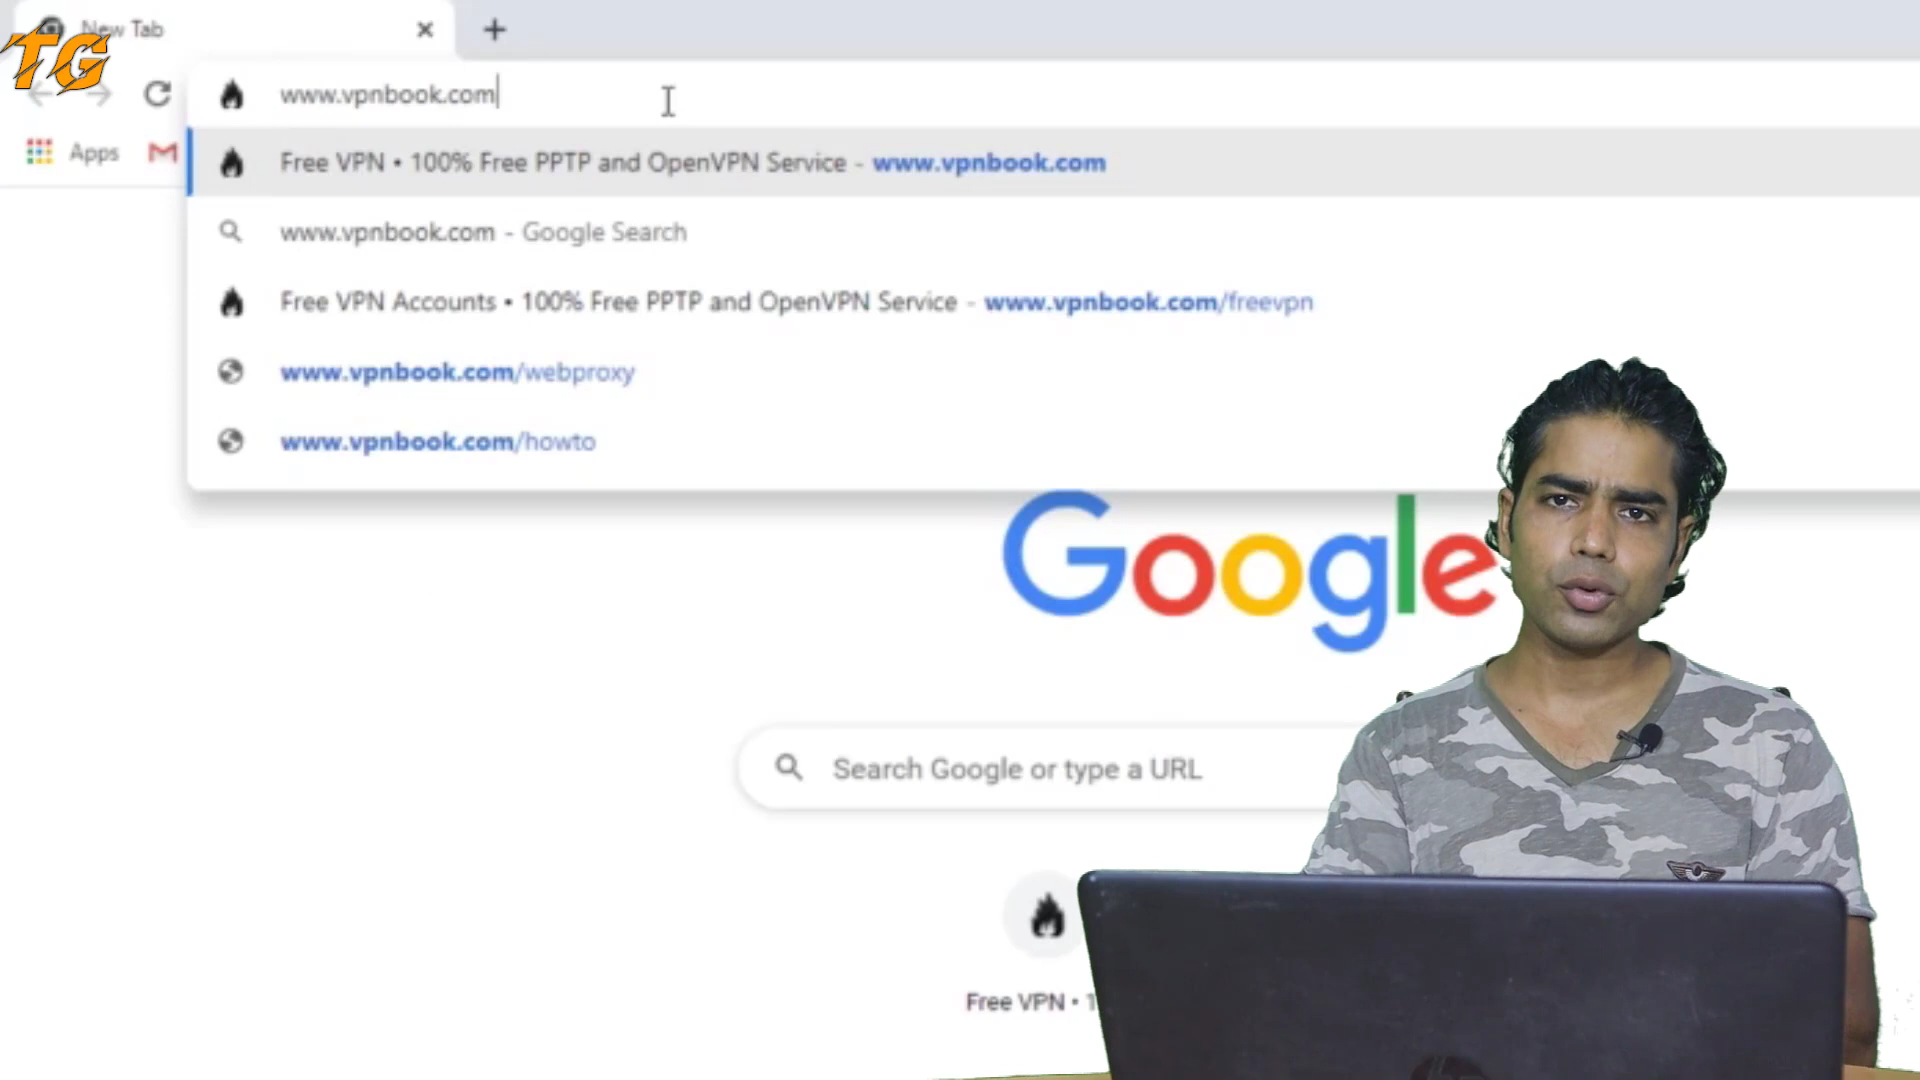 New Tab
TG
www.vpnbook.com
Apps
Free VPN • 100% Free PPTP and OpenVPN Service - www.vpnbook.com
www.vpnbook.com - Google Search
Free VPN Accounts • 100% Free PPTP and OpenVPN Service - www.vpnbook.com/freevpn
www.vpnbook.com/webproxy
www.vpnbook.com/howto
Google
Search Google or type a URL
Free VPN • 1